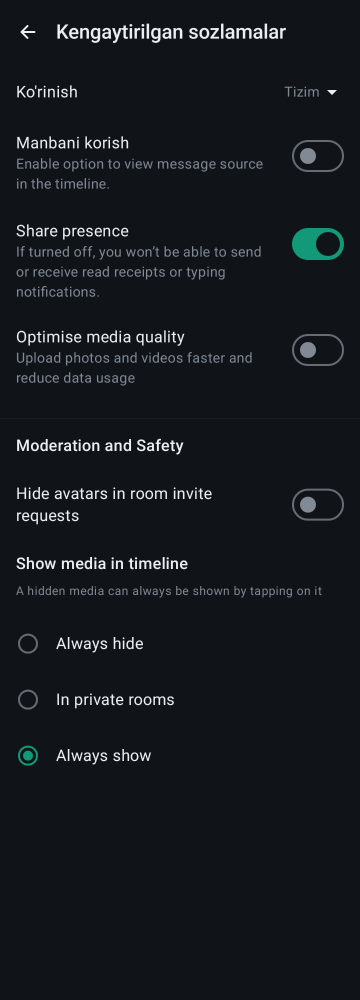 Kengaytirilgan sozlamalar
Ko'rinish
Tizim
Manbani korish
Enable option to view message source
in the timeline.
Share presence
If turned off, you won’t be able to send
or receive read receipts or typing
notifications.
Optimise media quality
Upload photos and videos faster and
reduce data usage
Moderation and Safety
Hide avatars in room invite
requests
Show media in timeline
A hidden media can always be shown by tapping on it
Always hide
In private rooms
Always show